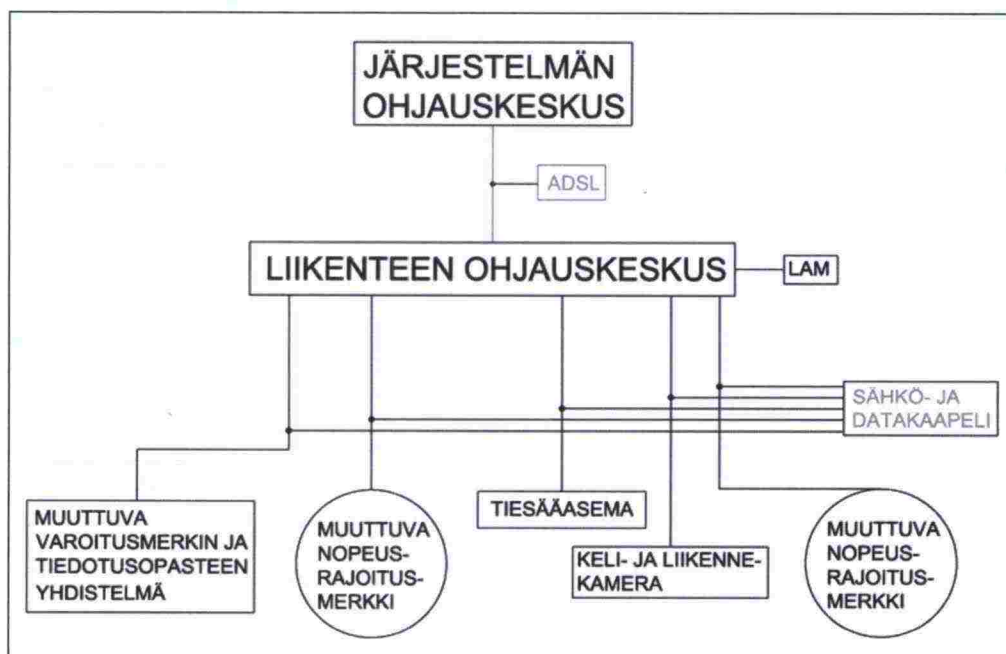 JÄRJESTELMÄN
OHJAUSKESKUS
ADSL
LIIKENTEEN OHJAUSKESKUS
LAM
SÄHKÖ- JA
DATAKAAPELI
MUUTTUVA
VAROITUSMERKIN JA
TIEDOTUSOPASTEEN
YHDISTELMÄ
MUUTTUVA
NOPEUS-
RAJOITUS-
MERKKI
TIESÄÄASEMA
KELI- JA LIIKENNE-
KAMERA
MUUTTUVA
NOPEUS-
RAJOITUS-
MERKKI